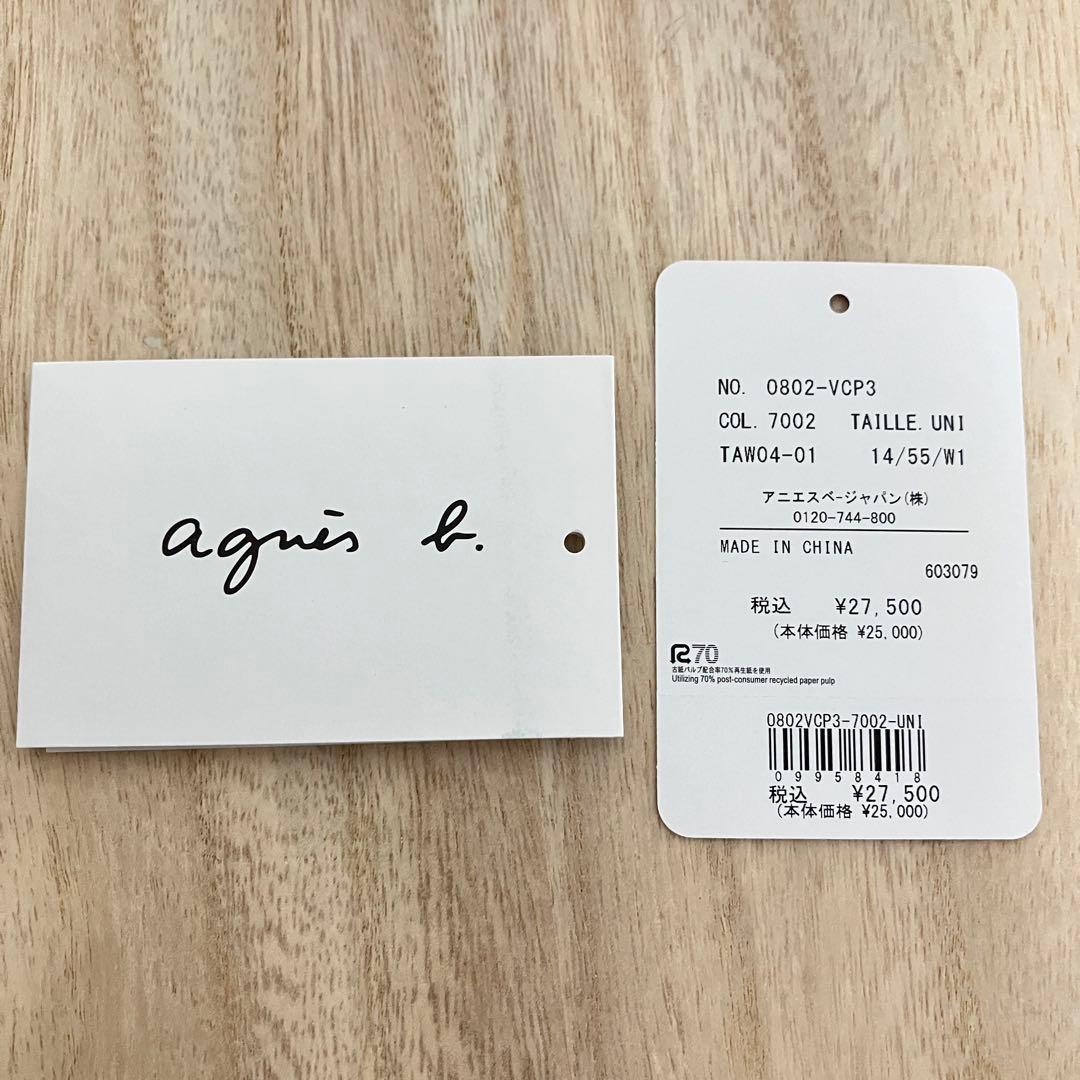 agnès b.
NO. 0802-VCP3
COL. 7002 TAILLE. UNI
TAW04-01 14/55/W1
アニエスベージャパン(株)
0120-744-800
MADE IN CHINA
603079
税込 ¥27,500
(本体価格 ¥25,000)
R70
古紙パルプ配合率70%再生紙を使用
Utilizing 70% post-consumer recycled paper pulp
0802VCP3-7002-UNI
09958418
税込 ¥27,500
(本体価格 ¥25,000)